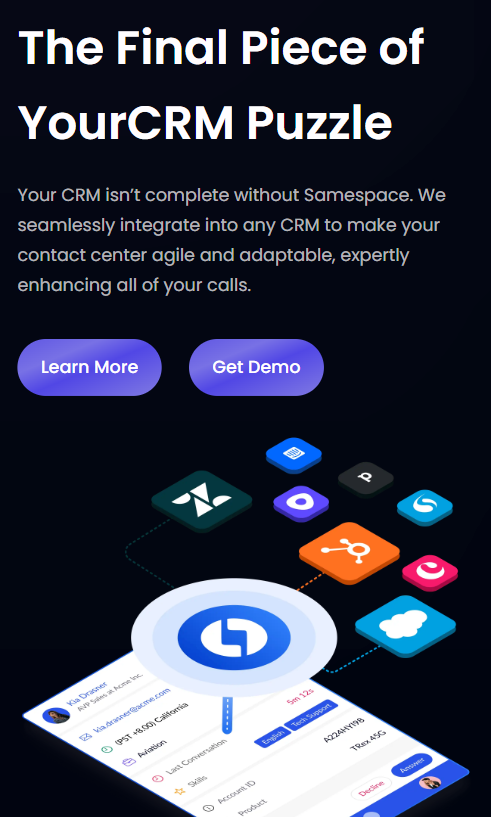 The Final Piece of
YourCRM Puzzle
Your CRM isn't complete without Samespace. We
seamlessly integrate into any CRM to make your
contact center agile and adaptable, expertly
enhancing all of your calls.
Learn More
Get Demo
Kia Drasner
AVP Sales at Acme Inc.
kia.drasner@acme.com
(PST +8.00) California
Aviation
Last Conversation
5m 12s
Skills
English
Tech Support
Account ID
A224HY198
Product
TRex 45G
Decline
Answer